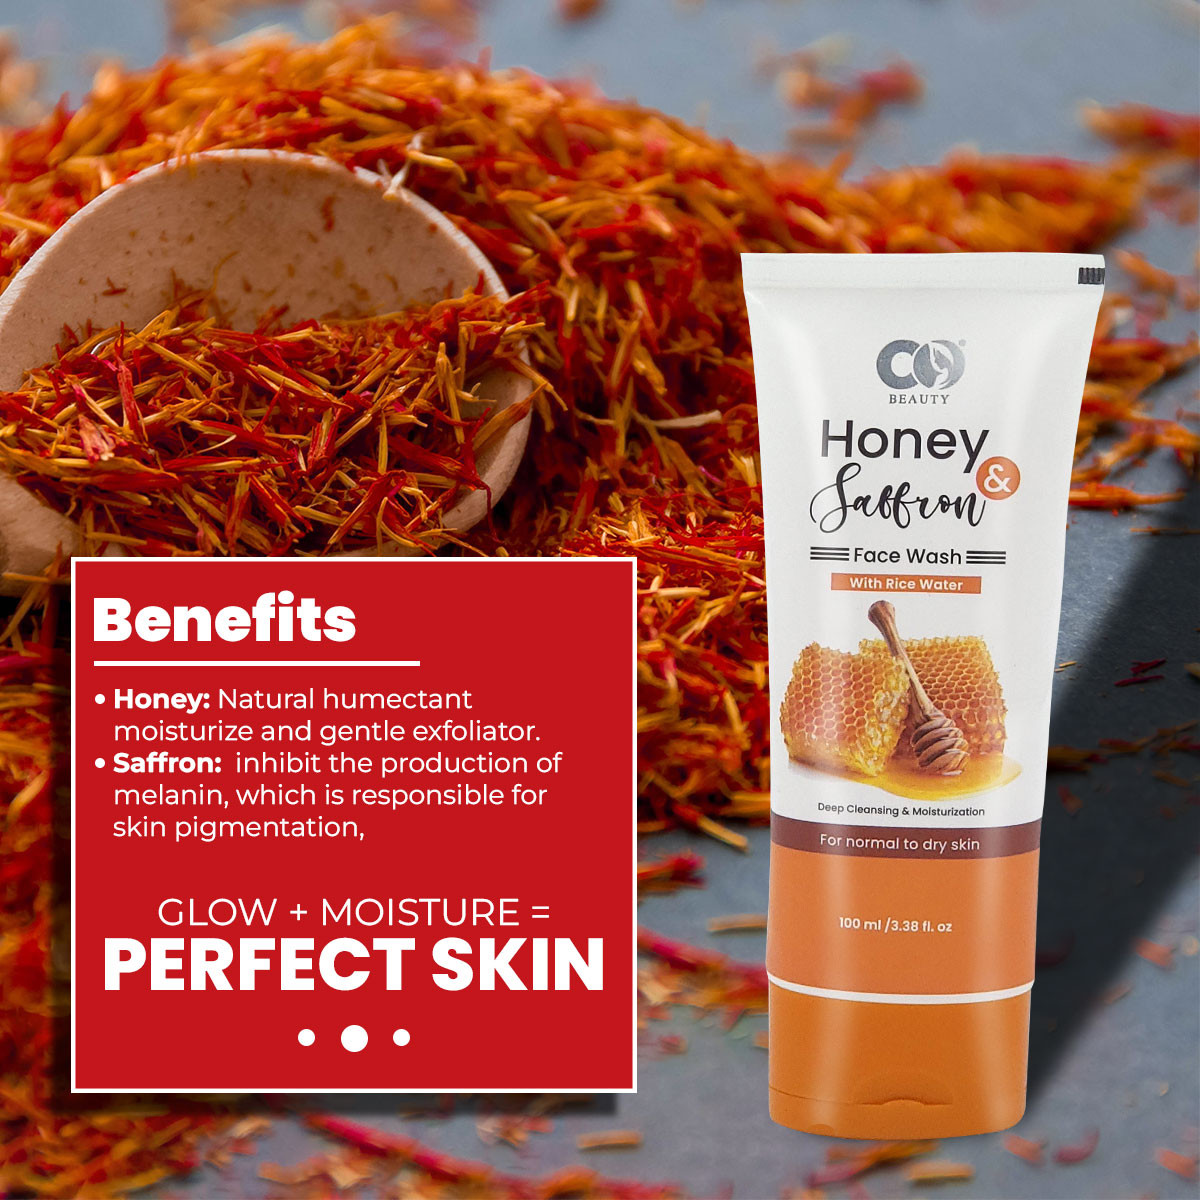 Benefits
• Honey: Natural humectant
moisturize and gentle exfoliator.
• Saffron: inhibit the production of
melanin, which is responsible for
skin pigmentation,
GLOW + MOISTURE =
PERFECT SKIN
CO®
BEAUTY
Honey
&
Saffron
Face Wash
With Rice Water
Deep Cleansing & Moisturization
For normal to dry skin
100 ml /3.38 fl. oz